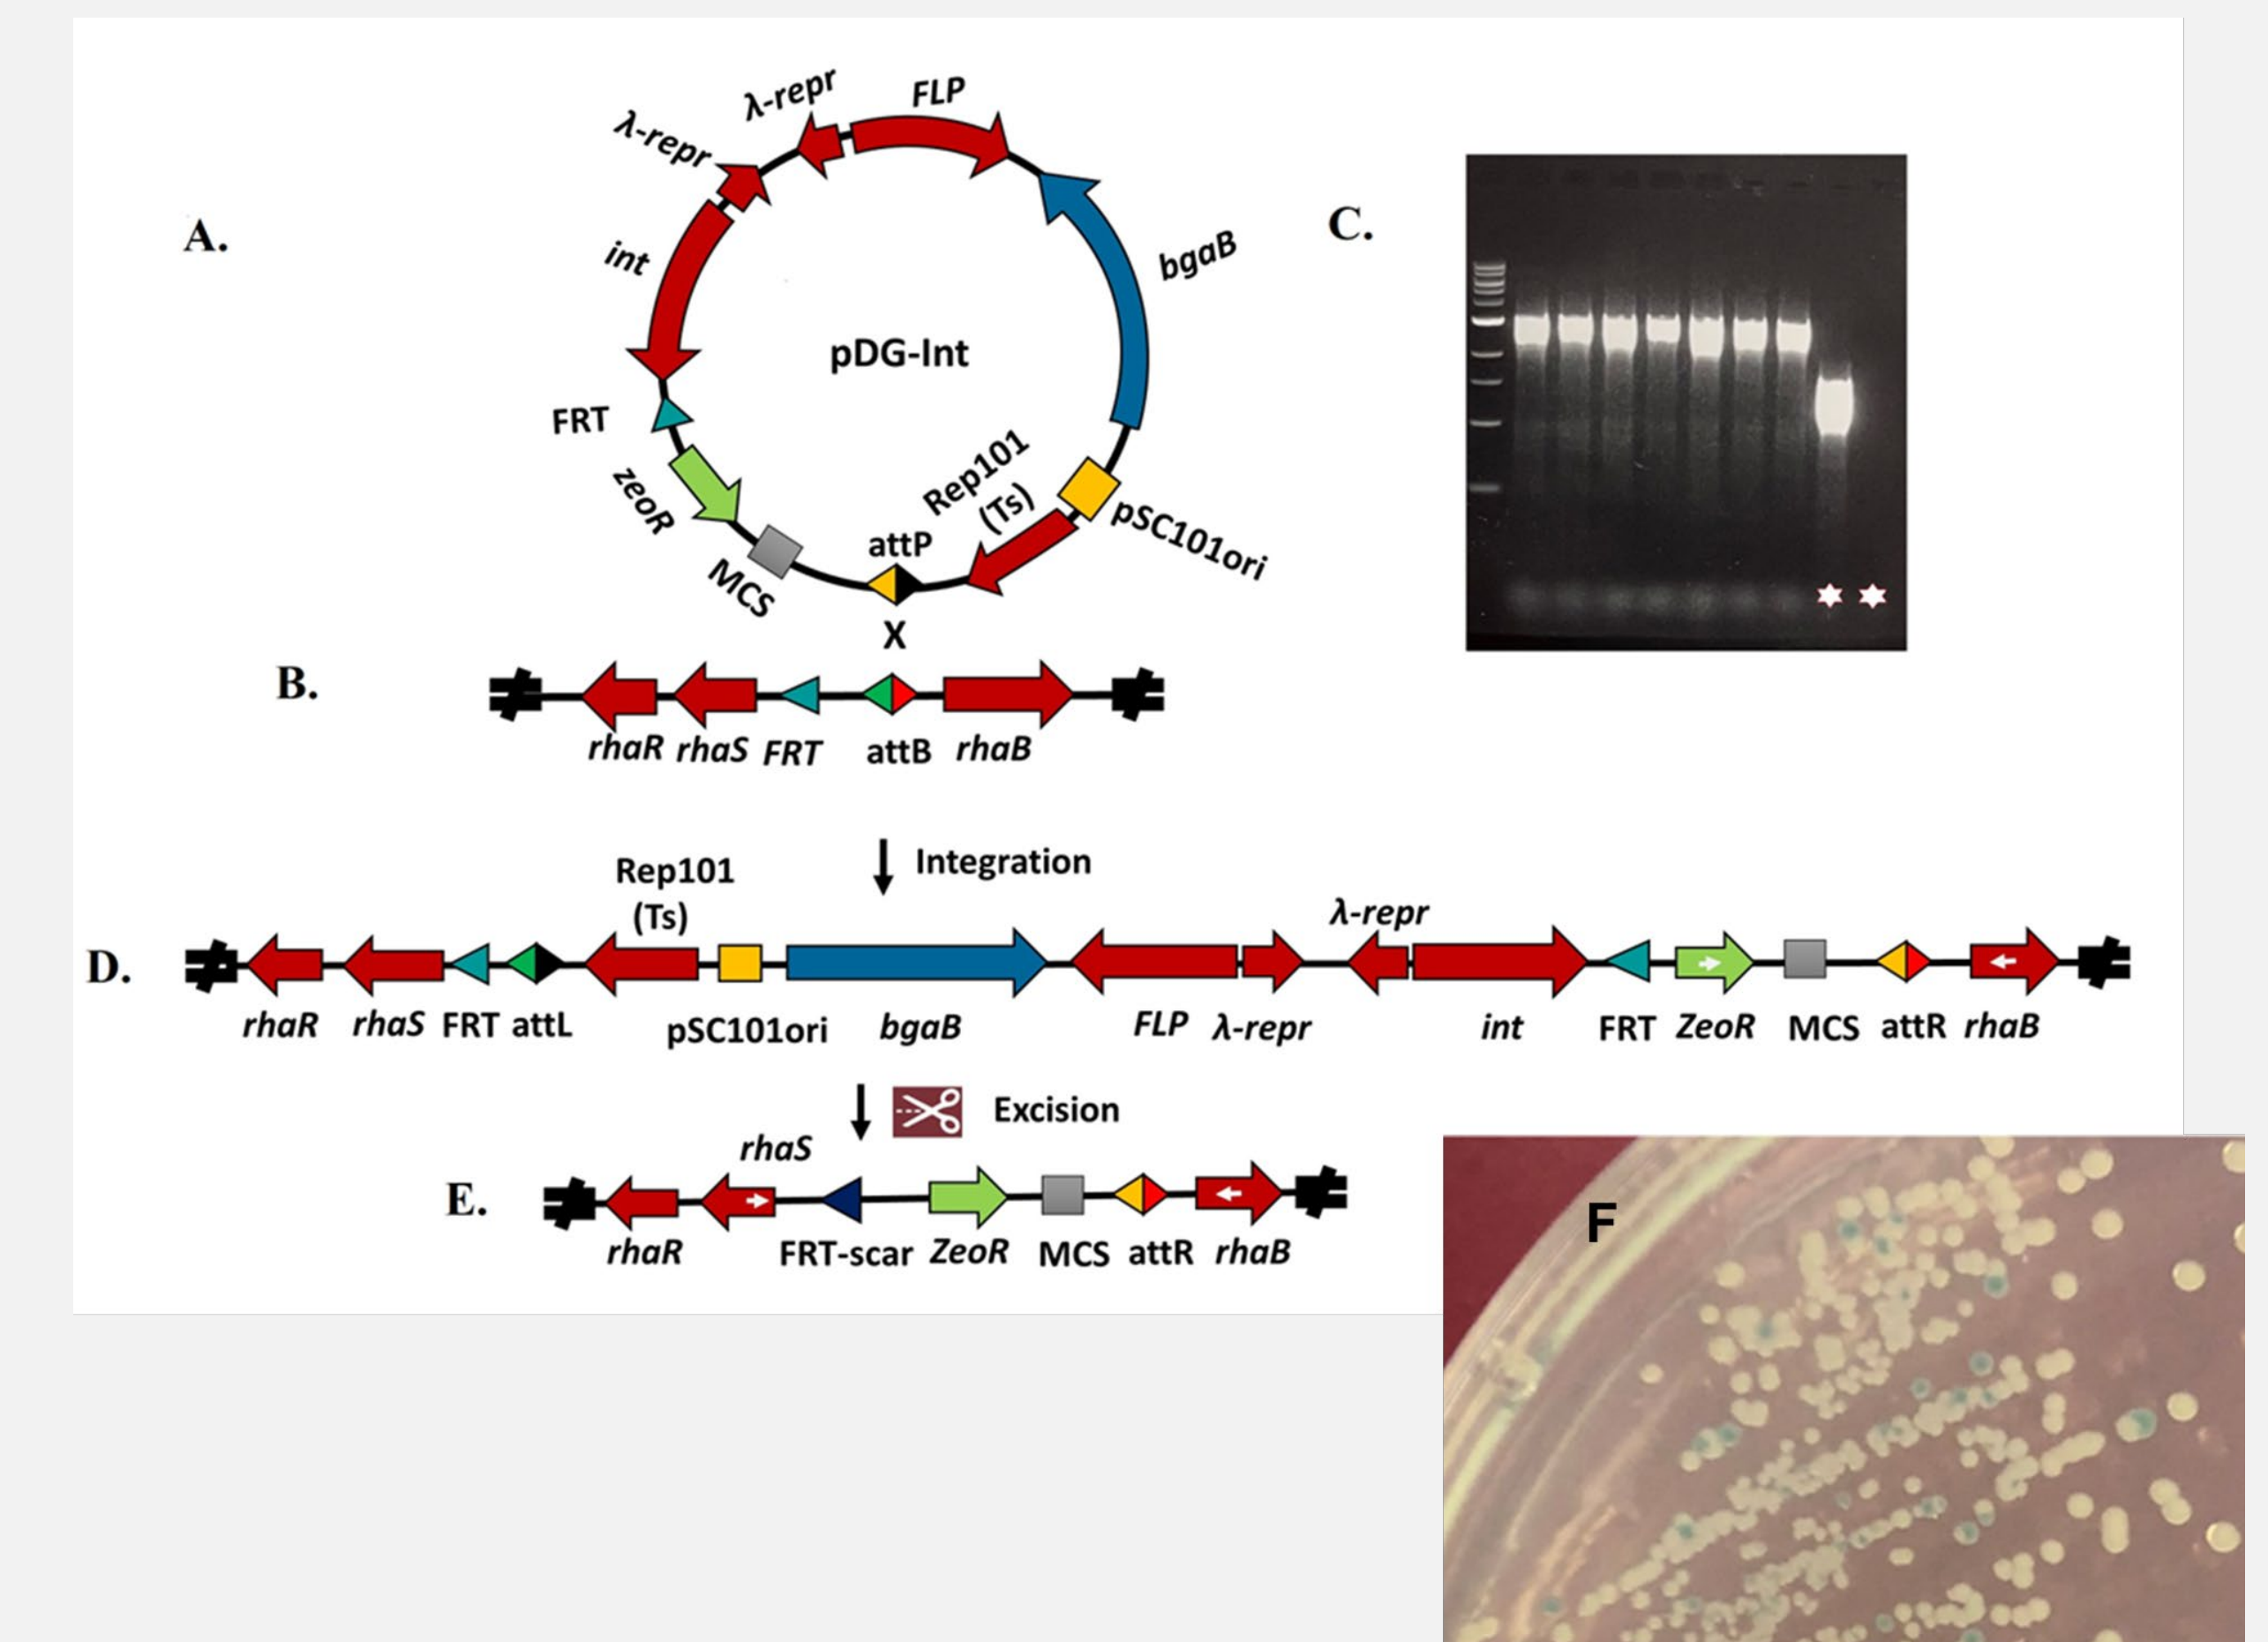 A.
λ-repr
λ-repr
FLP
int
bgaB
pDG-Int
FRT
zeoR
MCS
attP
Rep101
(Ts)
pSC101ori
X
C.
B.
rhaR rhaS FRT attB rhaB
Integration
D.
Rep101
(Ts)
λ-repr
rhaR rhaS FRT attL pSC101ori bgaB FLP λ-repr int FRT ZeoR MCS attR rhaB
Excision
E.
rhaS
rhaR FRT-scar ZeoR MCS attR rhaB
F